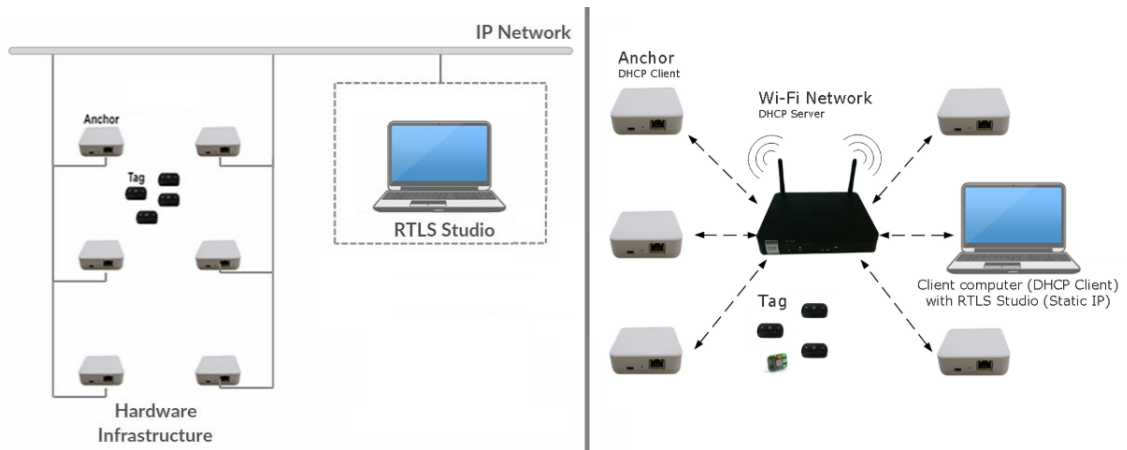 IP Network
Anchor
Tag
RTLS Studio
Hardware
Infrastructure
Anchor
DHCP Client
Wi-Fi Network
DHCP Server
Client computer (DHCP Client)
with RTLS Studio (Static IP)
Tag